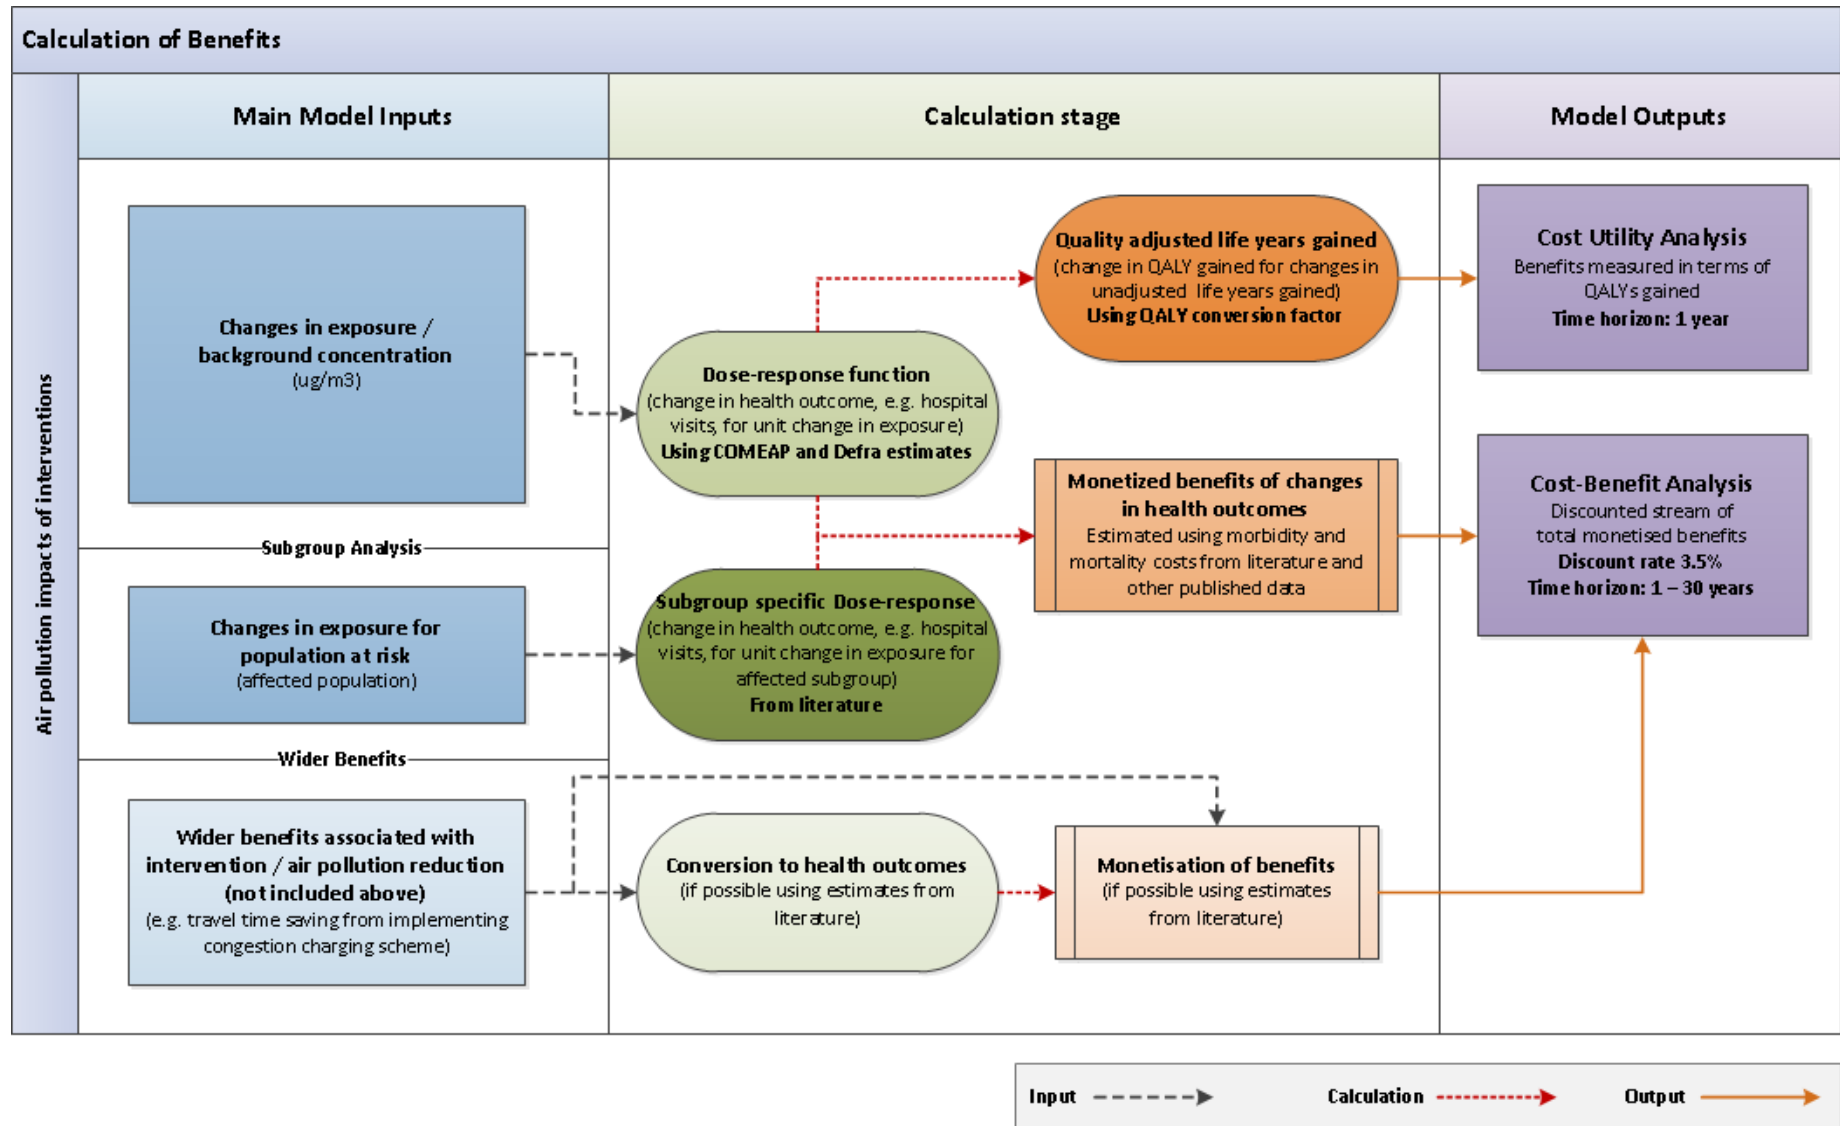 Calculation of Benefits
Main Model Inputs
Calculation stage
Model Outputs
Air pollution impacts of interventions
Changes in exposure /
background concentration
(ug/m3)
Subgroup Analysis
Changes in exposure for
population at risk
(affected population)
Wider Benefits
Wider benefits associated with
intervention / air pollution reduction
(not included above)
(e.g. travel time saving from implementing
congestion charging scheme)
Dose-response function
(change in health outcome, e.g. hospital
visits, for unit change in exposure)
Using COMEAP and Defra estimates
Subgroup specific Dose-response
(change in health outcome, e.g. hospital
visits, for unit change in exposure for
affected subgroup)
From literature
Conversion to health outcomes
(if possible using estimates from
literature)
Quality adjusted life years gained
(change in QALY gained for changes in
unadjusted life years gained)
Using QALY conversion factor
Monetized benefits of changes
in health outcomes
Estimated using morbidity and
mortality costs from literature and
other published data
Monetisation of benefits
(if possible using estimates
from literature)
Cost Utility Analysis
Benefits measured in terms of
QALYs gained
Time horizon: 1 year
Cost-Benefit Analysis
Discounted stream of
total monetised benefits
Discount rate 3.5%
Time horizon: 1 – 30 years
Input
Calculation
Output